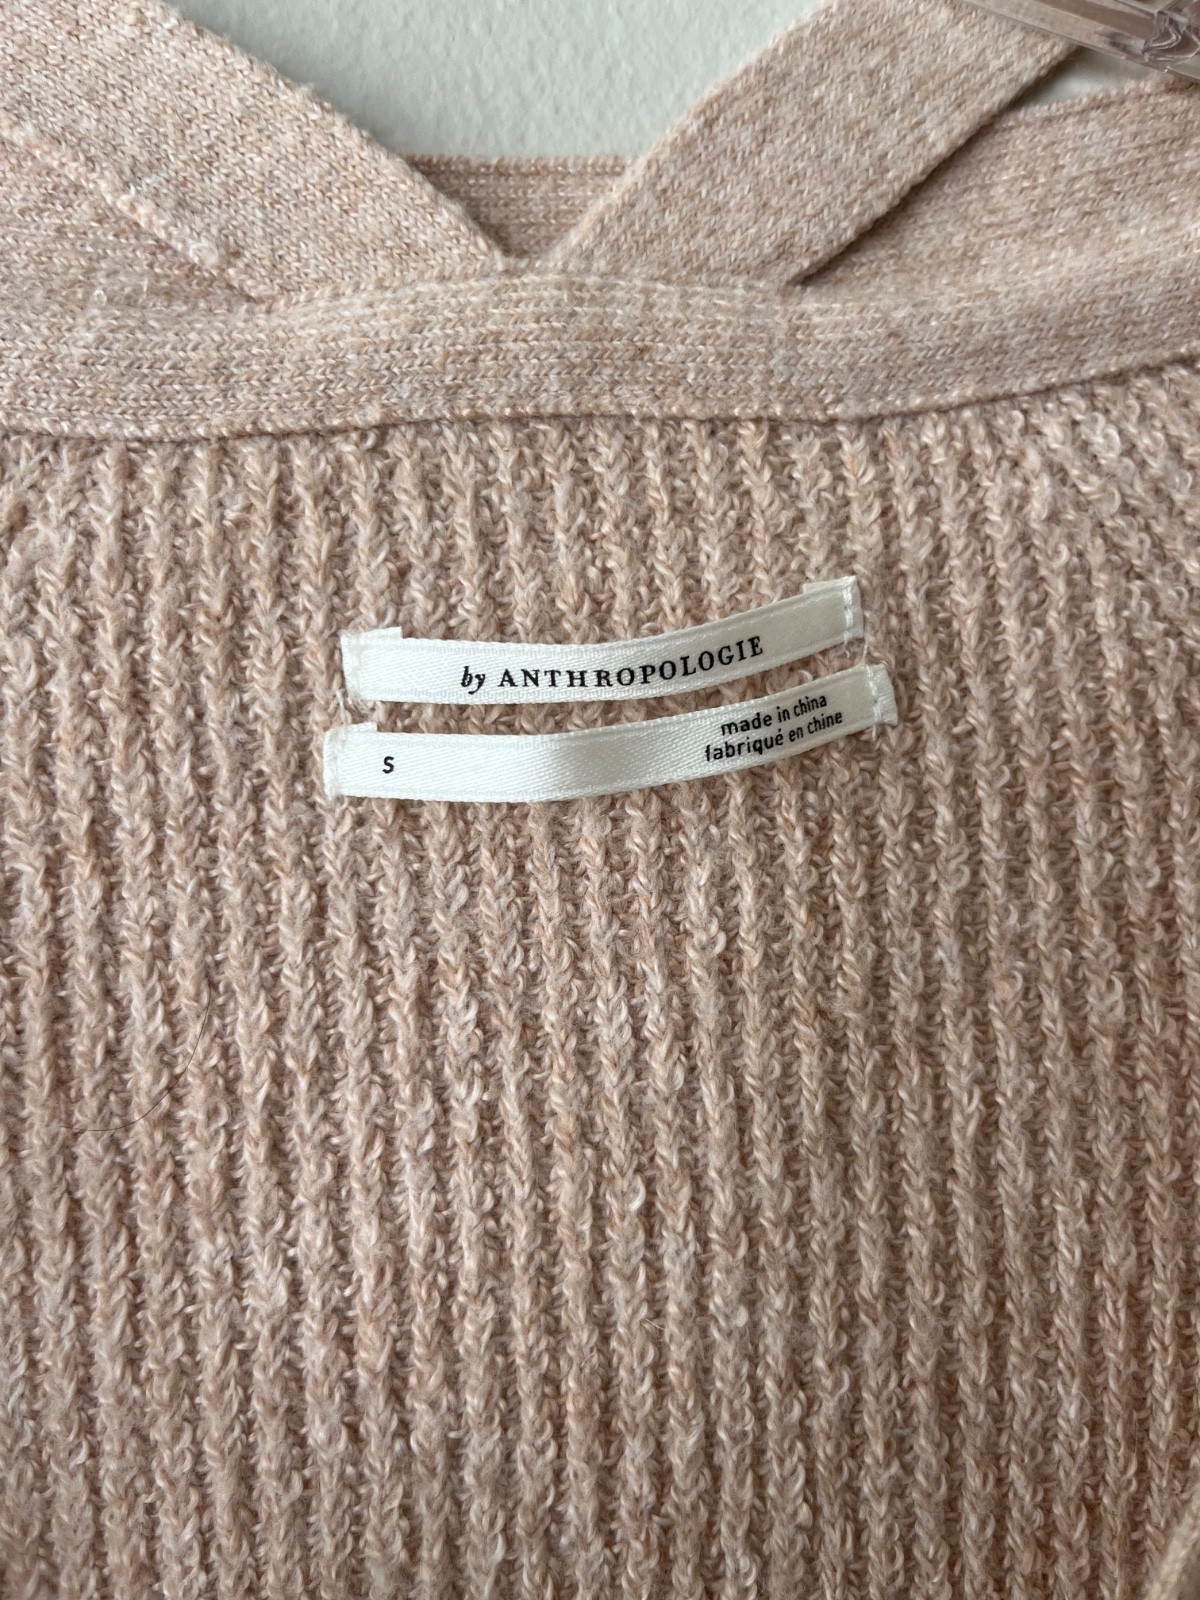 by ANTHROPOLOGIE
S
made in china
fabriqué en chine